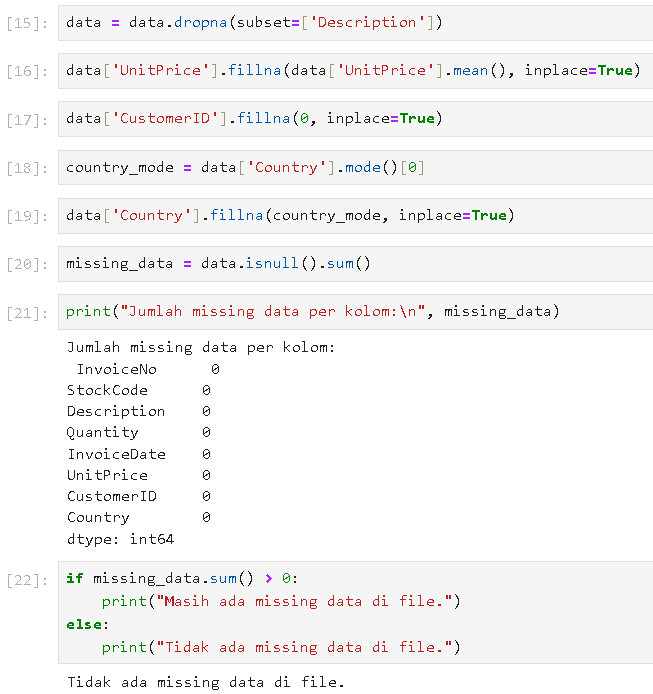 [15]: data = data.dropna(subset=['Description'])
[16]: data['UnitPrice'].fillna(data['UnitPrice'].mean(), inplace=True)
[17]: data['CustomerID'].fillna(0, inplace=True)
[18]: country_mode = data['Country'].mode()[0]
[19]: data['Country'].fillna(country_mode, inplace=True)
[20]: missing_data = data.isnull().sum()
[21]: print("Jumlah missing data per kolom:\n", missing_data)
Jumlah missing data per kolom:
 InvoiceNo      0
StockCode      0
Description    0
Quantity       0
InvoiceDate    0
UnitPrice      0
CustomerID     0
Country        0
dtype: int64
[22]: if missing_data.sum() > 0:
    print("Masih ada missing data di file.")
else:
    print("Tidak ada missing data di file.")
Tidak ada missing data di file.